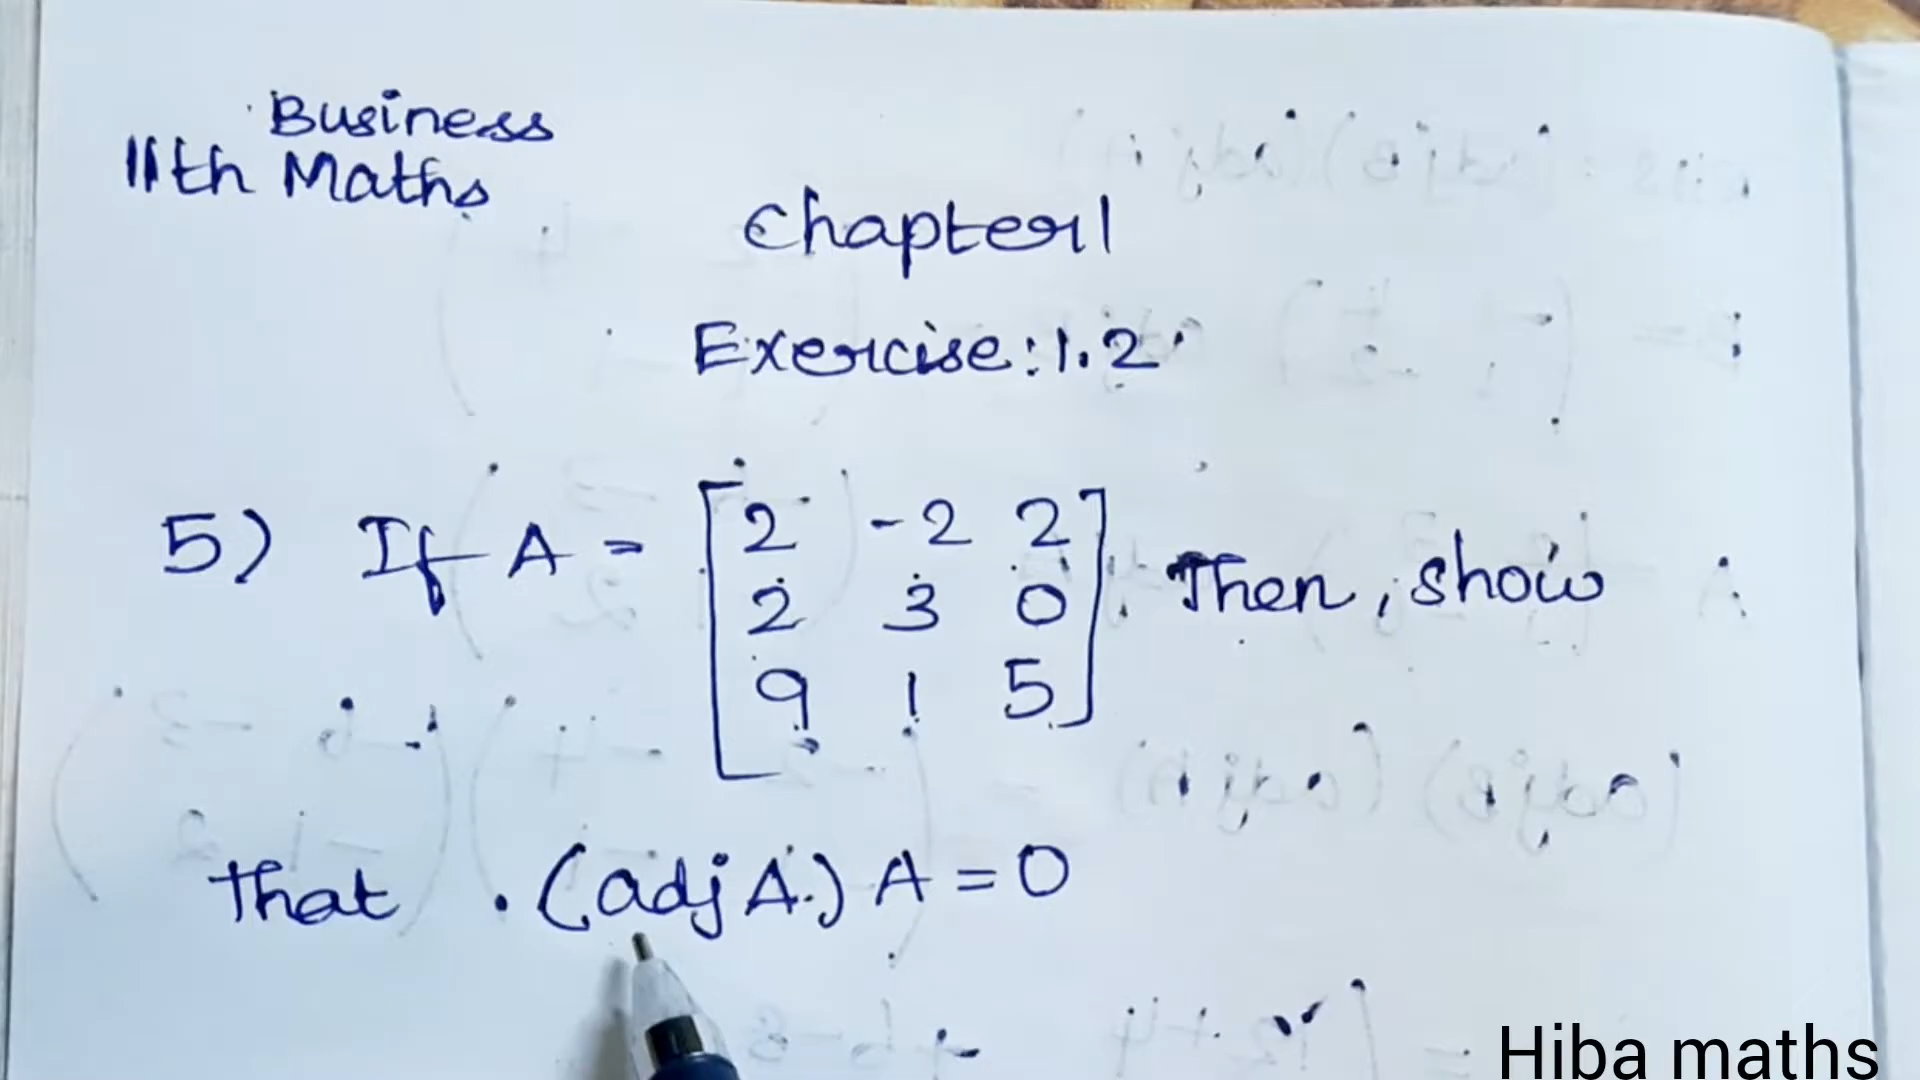 Business
11th Maths
Chapter 1
Exercise: 1.2
5) If A = [2 -2 2
2 3 0
9 1 5]. Then, show
that (adj A) A = 0
Hiba maths